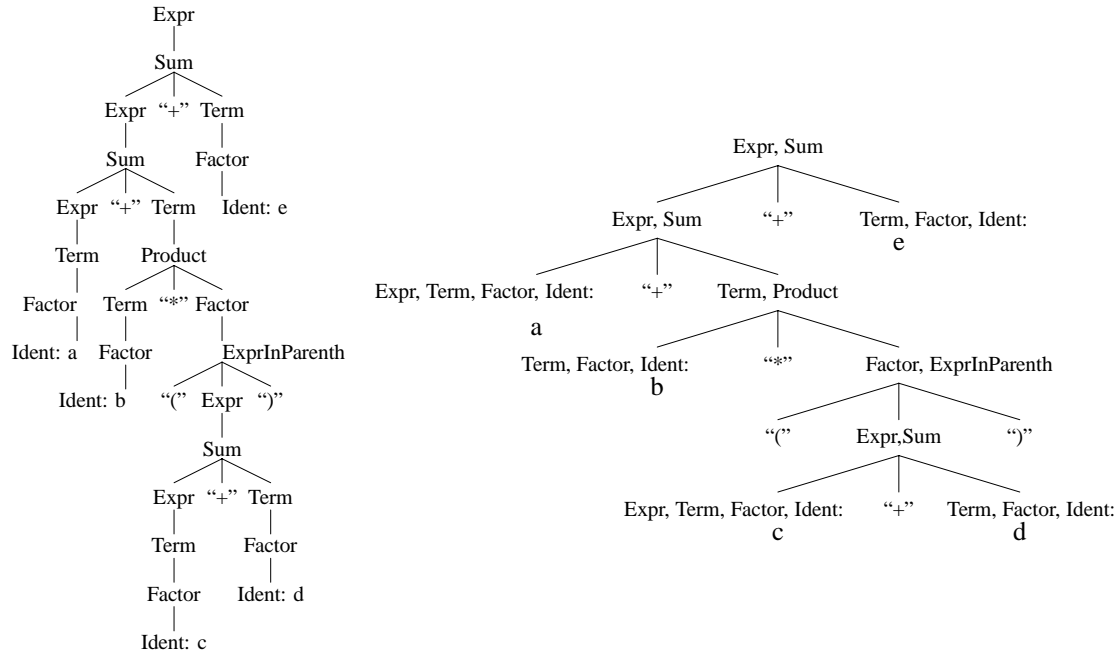 Expr
Sum
Expr “+” Term
Sum Factor
Expr “+” Term Ident: e
Term Product
Factor Term “*” Factor
Ident: a Factor ExprInParenth
Ident: b “(” Expr “)”
Sum
Expr “+” Term
Term Factor
Factor Ident: d
Ident: c
Expr, Sum
Expr, Sum “+” Term, Factor, Ident:
e
Expr, Term, Factor, Ident: “+” Term, Product
a
Term, Factor, Ident: “*” Factor, ExprInParenth
b
“(” Expr,Sum “)”
Expr, Term, Factor, Ident: “+” Term, Factor, Ident:
c d